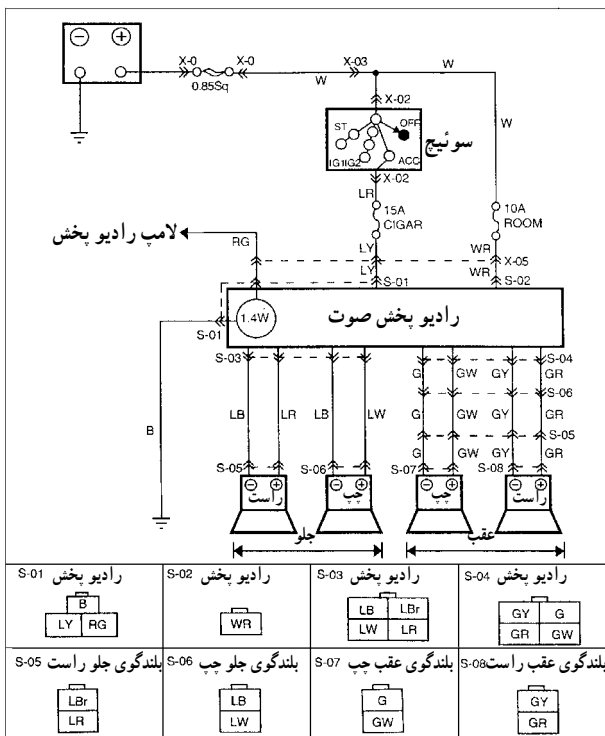 − +
X-0 X-0 X-03 W
0.85Sq W
X-02
ST OFF
سوئیچ W
IG1 IG2 ACC
X-02
LR
15A 10A
CIGAR ROOM
لامپ رادیو پخش
RG LY WR X-05
LY S-01 WR S-02
رادیو پخش صوت
1.4W
S-01
S-03 S-04
G GW GY GR
S-06
LB LR LB LW G GW GY GR
B
S-05
S-05 S-06 S-07 G GW S-08 GY GR
− + − + − + − +
راست چپ چپ راست
جلو عقب
S-01 رادیو پخش
B
LY RG
S-02 رادیو پخش
WR
S-03 رادیو پخش
LB LBr
LW LR
S-04 رادیو پخش
GY G
GR GW
S-05 بلندگوی جلو راست
LBr
LR
S-06 بلندگوی جلو چپ
LB
LW
S-07 بلندگوی عقب چپ
G
GW
S-08 بلندگوی عقب راست
GY
GR